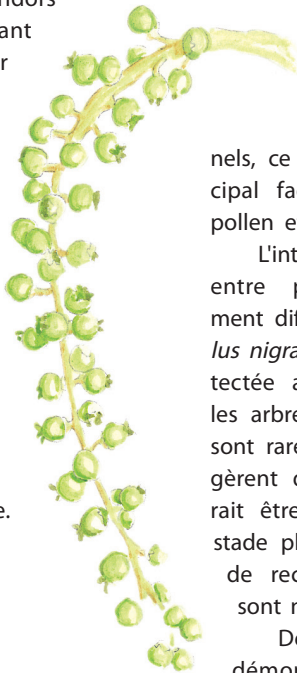 ndors
ant
r
e.
nels, ce
cipal fa
pollen e
L'int
entre p
ment dif
lus nigra
tectée a
les arbre
sont rare
gèrent d
rait être
stade pl
de rec
sont n
De
démon